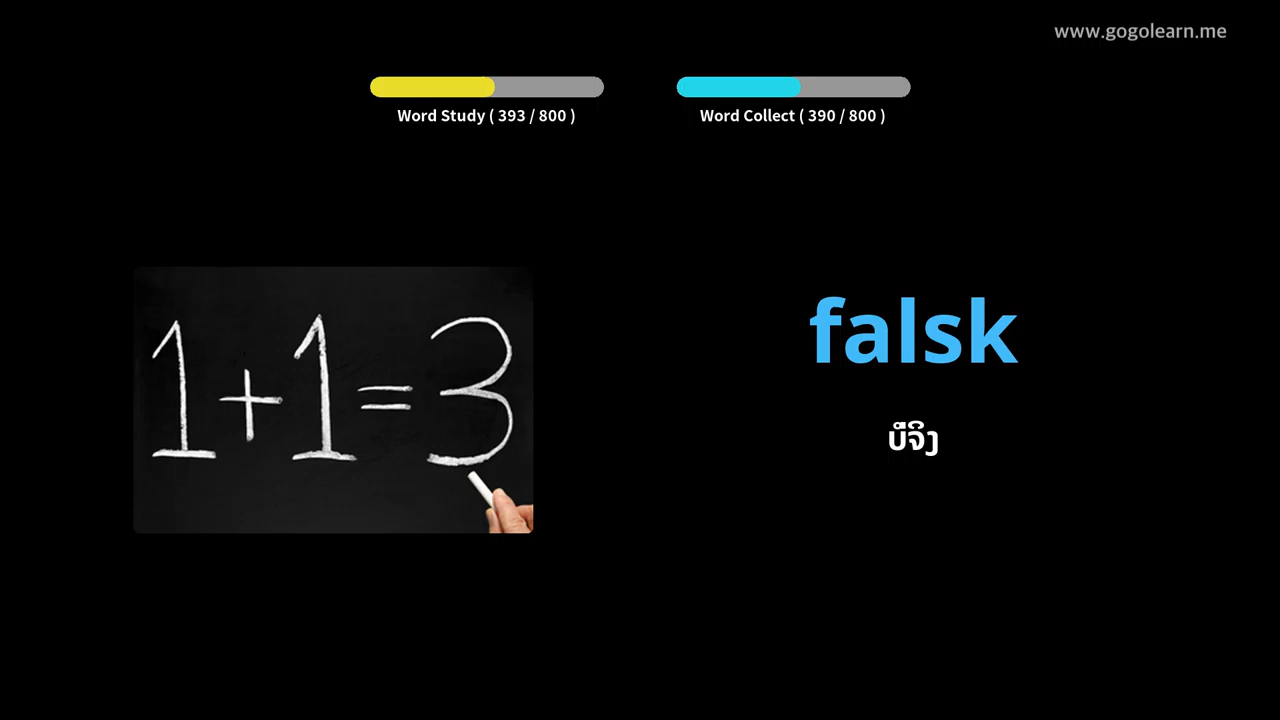 www.gogolearn.me
Word Study ( 393 / 800 )
Word Collect ( 390 / 800 )
1+1=3
falsk
ບໍ່ຈິງ